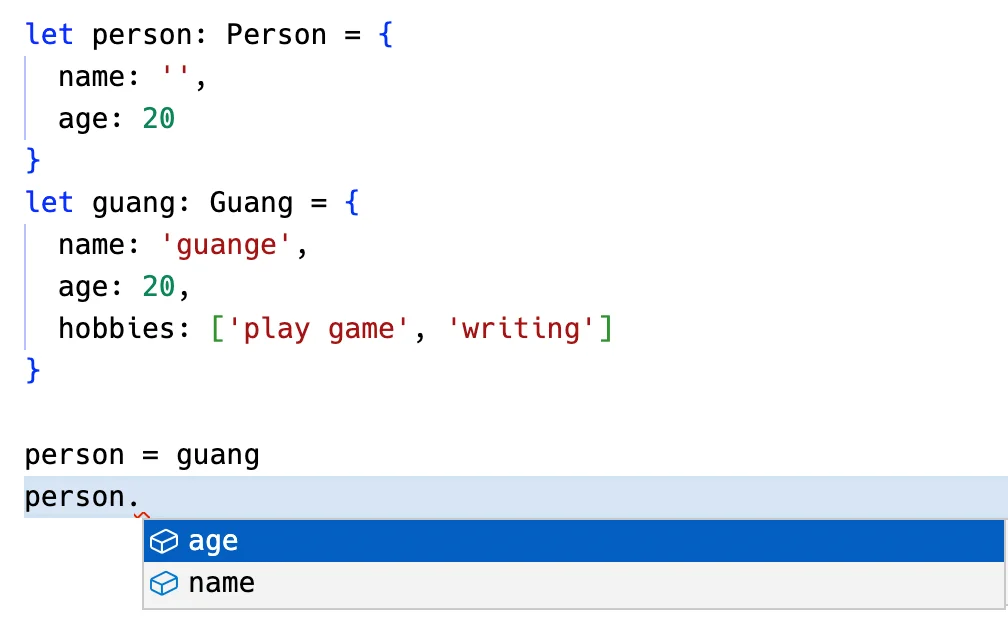 let person: Person = {
  name: '',
  age: 20
}
let guang: Guang = {
  name: 'guange',
  age: 20,
  hobbies: ['play game', 'writing']
}

person = guang
person.
age
name